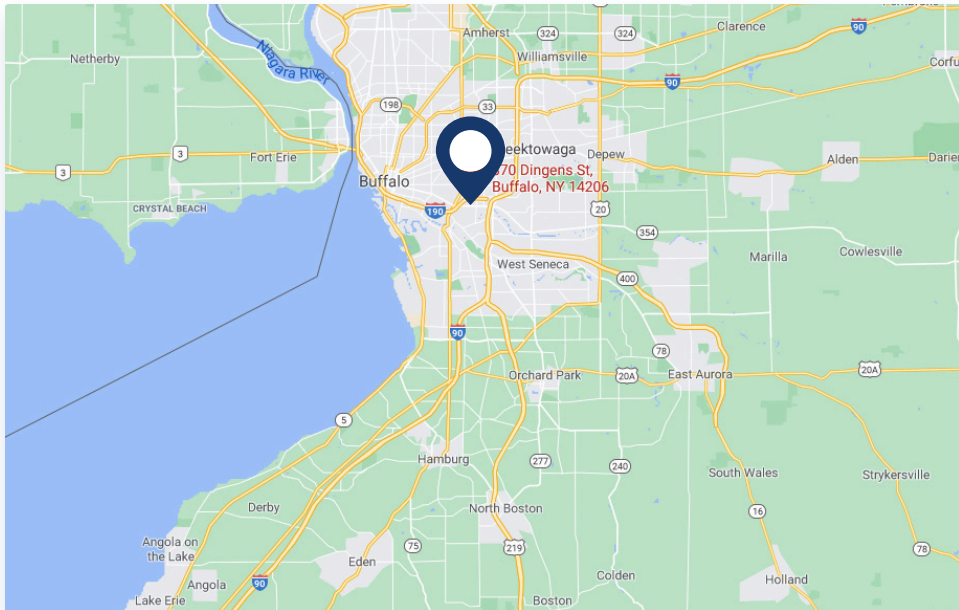 Amherst
324
324
Clarence
90
Netherby
Williamsville
Niagara River
90
Corfu
198
33
3
3
Fort Erie
eektowaga
Depew
Alden
Darien
Buffalo
70 Dingens St,
Buffalo, NY 14206
CRYSTAL BEACH
190
20
354
Cowlesville
West Seneca
Marilla
400
90
78
Orchard Park
20A
East Aurora
20A
5
Hamburg
277
240
South Wales
Strykersville
Derby
North Boston
16
Angola on
the Lake
75
219
78
Eden
Angola
90
Colden
Holland
Lake Erie
Boston